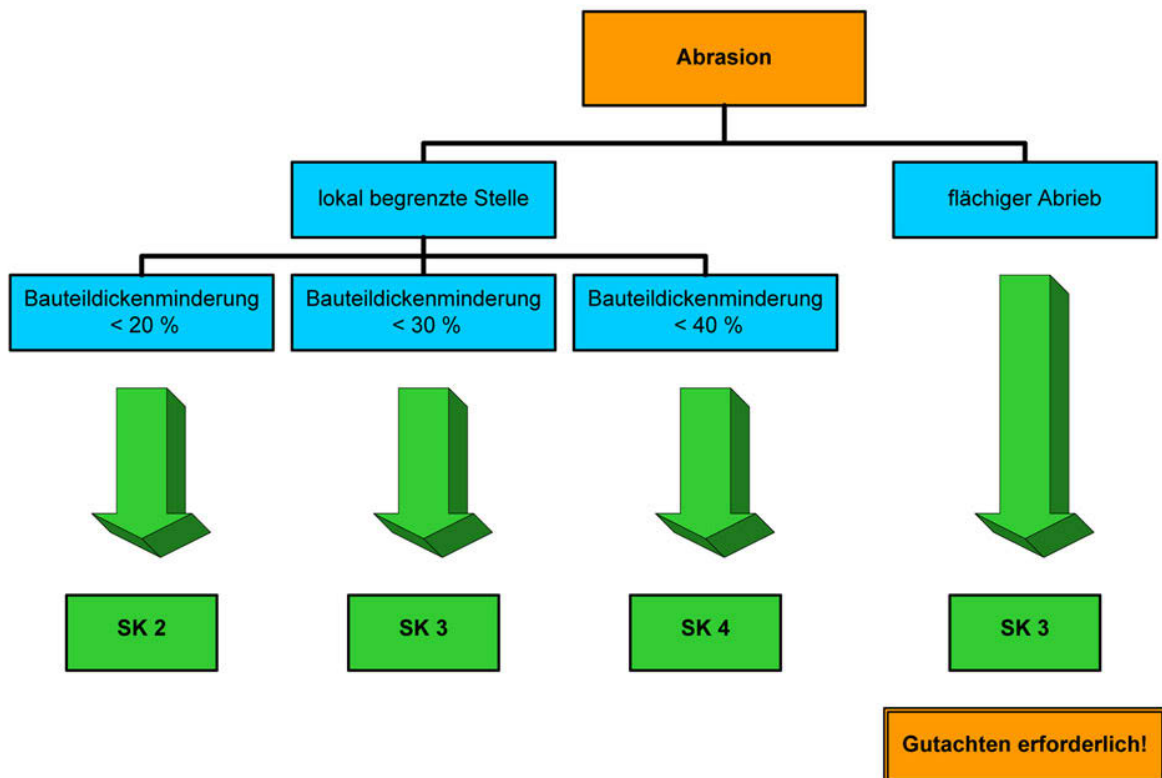 Abrasion
lokal begrenzte Stelle
flächiger Abrieb
Bauteildickenminderung
< 20 %
Bauteildickenminderung
< 30 %
Bauteildickenminderung
< 40 %
SK 2
SK 3
SK 4
SK 3
Gutachten erforderlich!